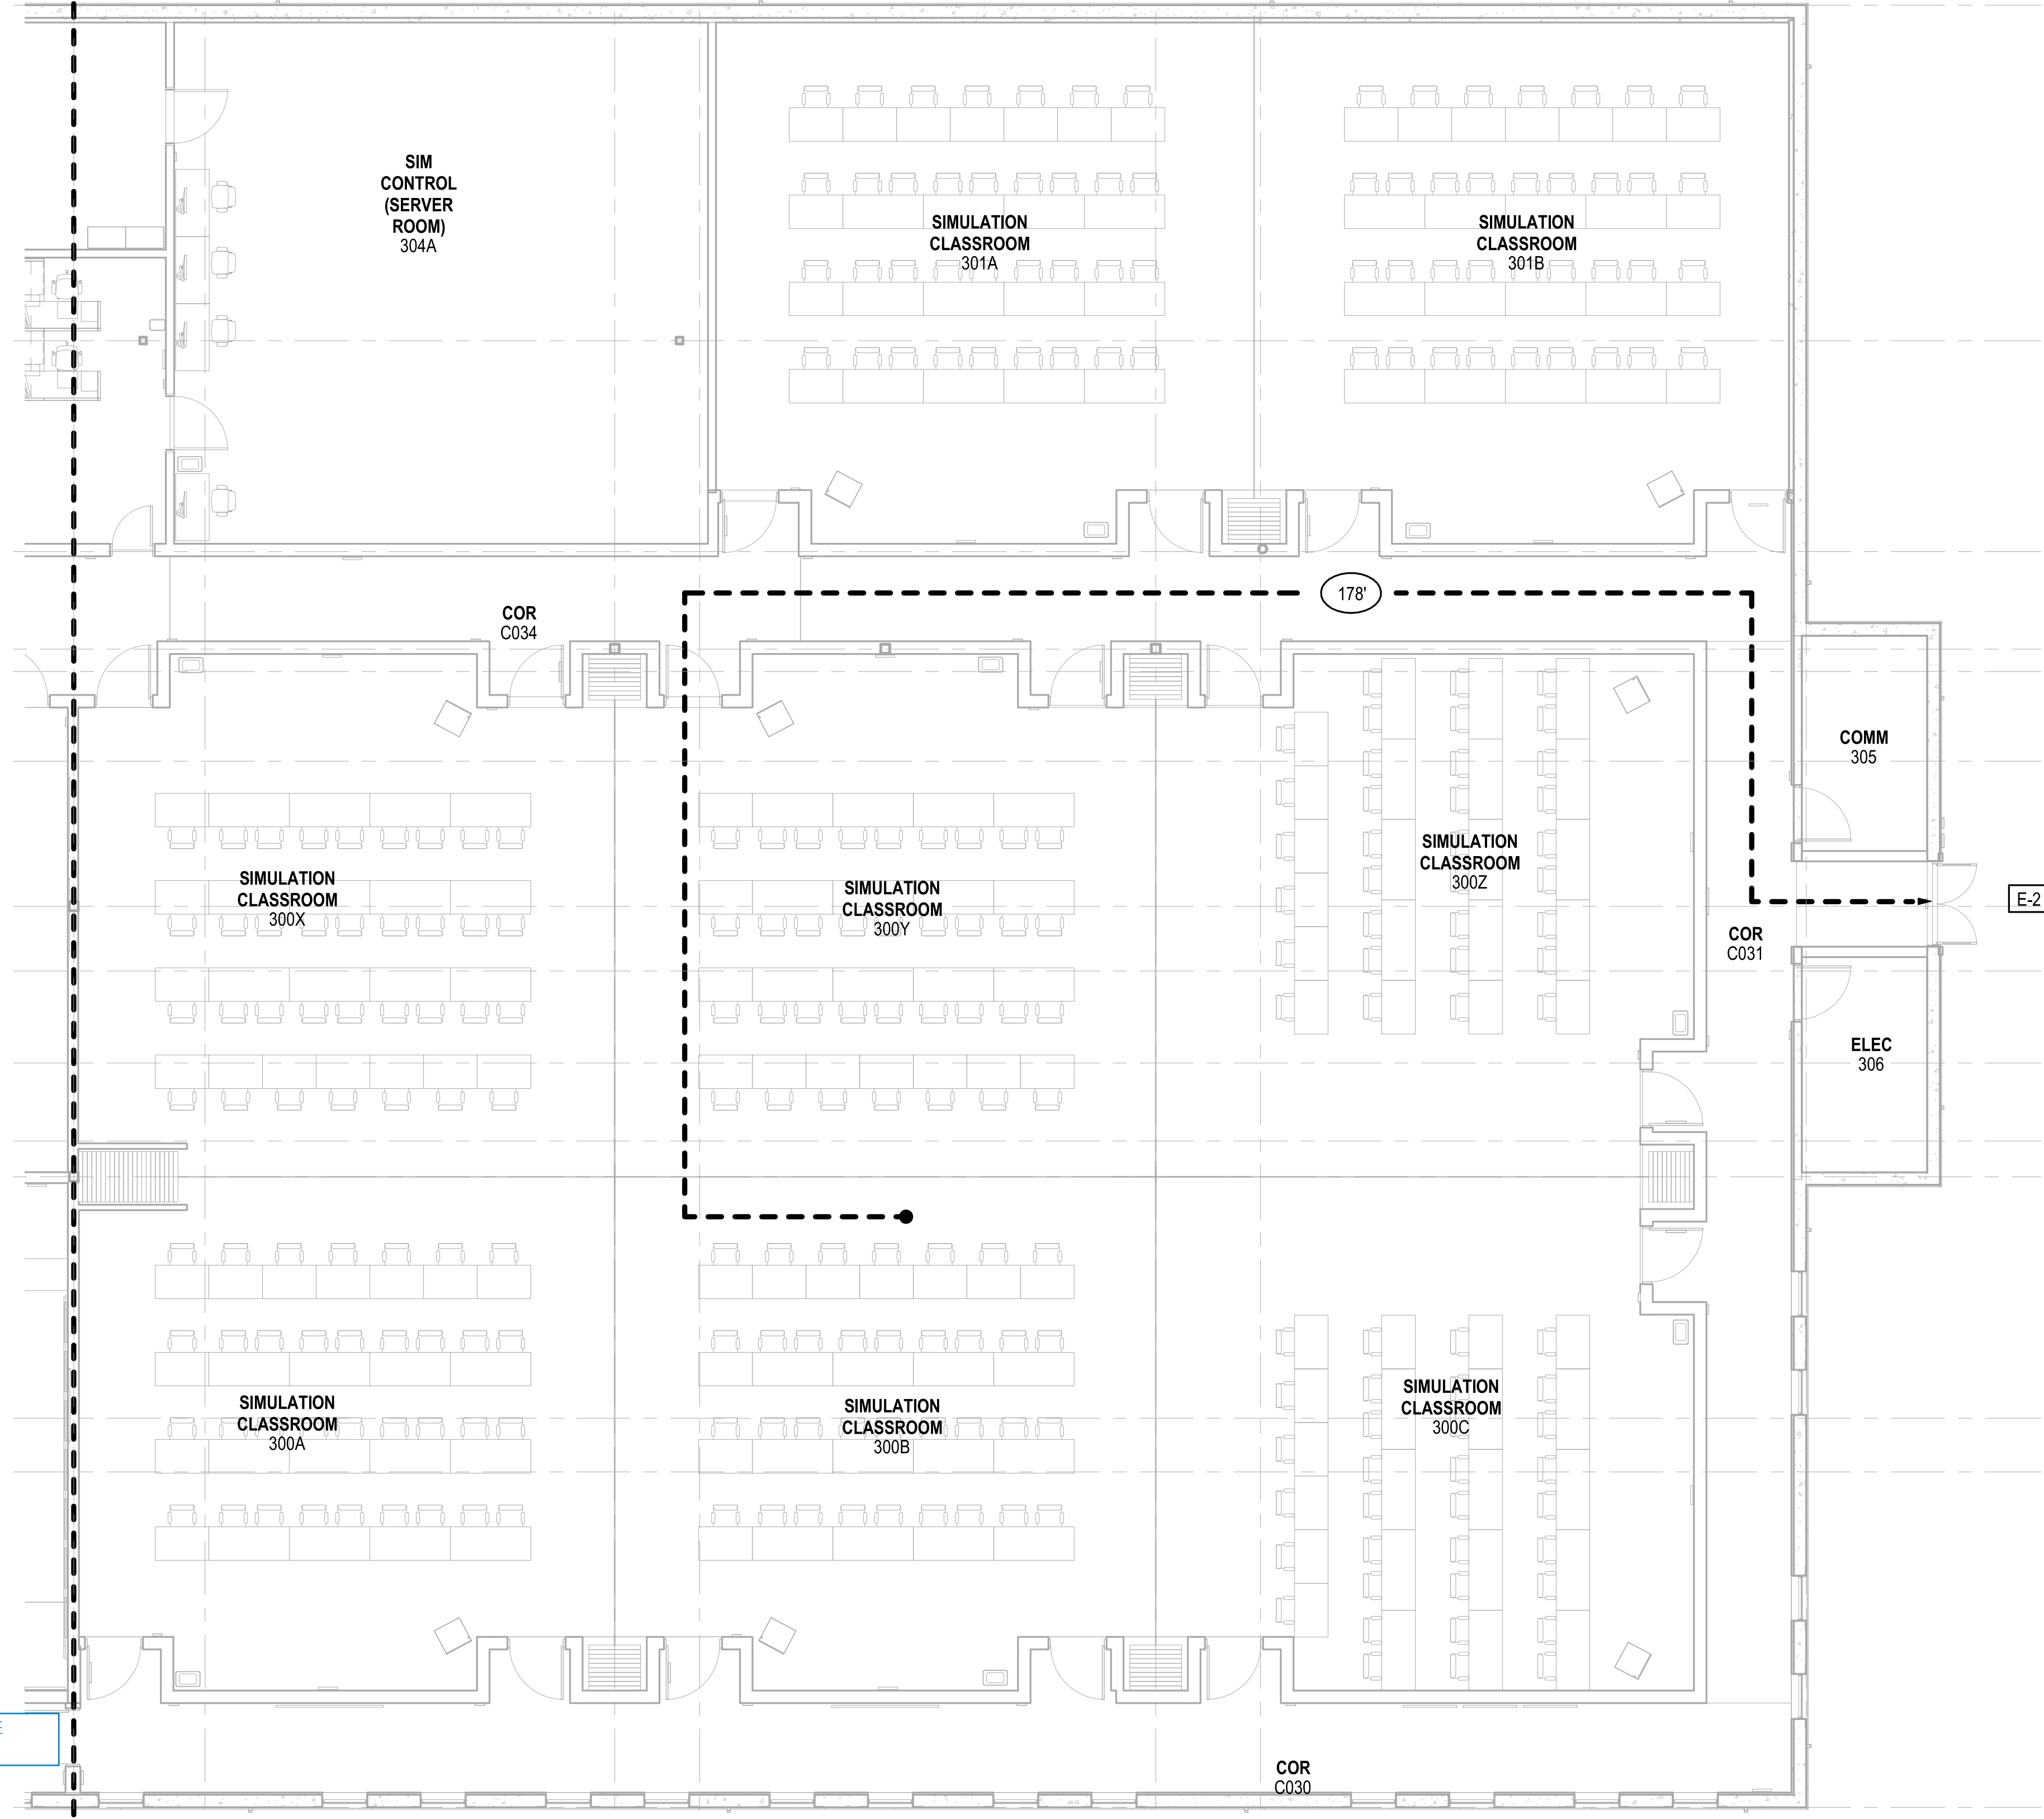 SIM
CONTROL
(SERVER
ROOM)
304A
SIMULATION
CLASSROOM
301A
SIMULATION
CLASSROOM
301B
178'
COR
C034
COMM
305
SIMULATION
CLASSROOM
300X
SIMULATION
CLASSROOM
300Y
SIMULATION
CLASSROOM
300Z
E-2
COR
C031
ELEC
306
SIMULATION
CLASSROOM
300A
SIMULATION
CLASSROOM
300B
SIMULATION
CLASSROOM
300C
E
COR
C030